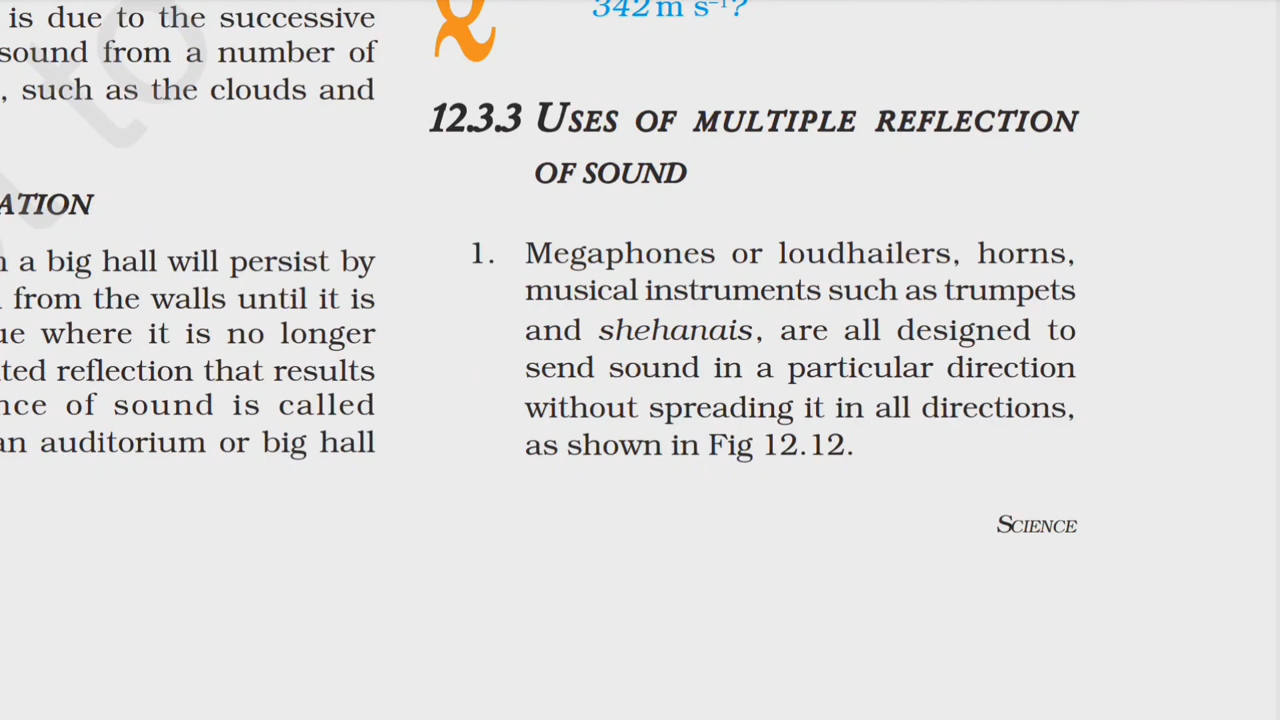 is due to the successive
sound from a number of
, such as the clouds and
ATION
a big hall will persist by
from the walls until it is
where it is no longer
reflection that results
of sound is called
an auditorium or big hall
342 m s⁻¹?
12.3.3 USES OF MULTIPLE REFLECTION
OF SOUND
1. Megaphones or loudhailers, horns,
musical instruments such as trumpets
and shehanais, are all designed to
send sound in a particular direction
without spreading it in all directions,
as shown in Fig 12.12.
SCIENCE